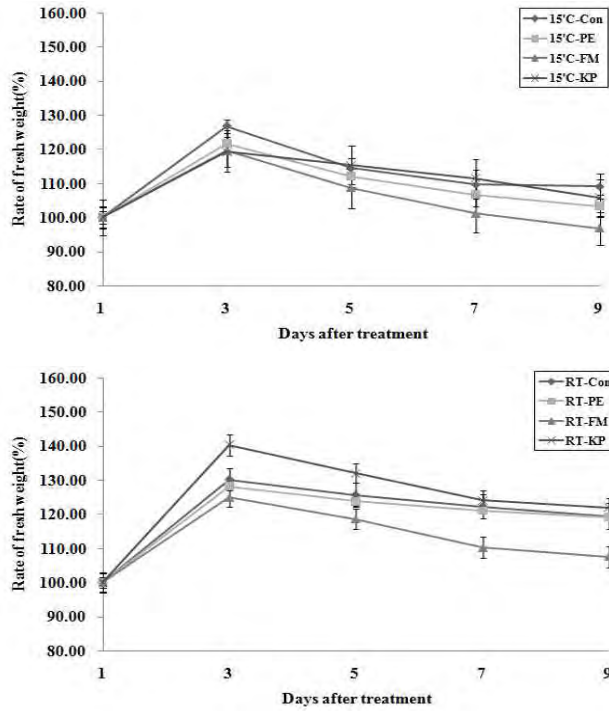 15'C-Con
15'C-PE
15'C-FM
15'C-KP
Rate of fresh weight(%)
160.00
150.00
140.00
130.00
120.00
110.00
100.00
90.00
80.00
1 3 5 7 9
Days after treatment
RT-Con
RT-PE
RT-FM
RT-KP
Rate of fresh weight(%)
160.00
150.00
140.00
130.00
120.00
110.00
100.00
90.00
80.00
1 3 5 7 9
Days after treatment